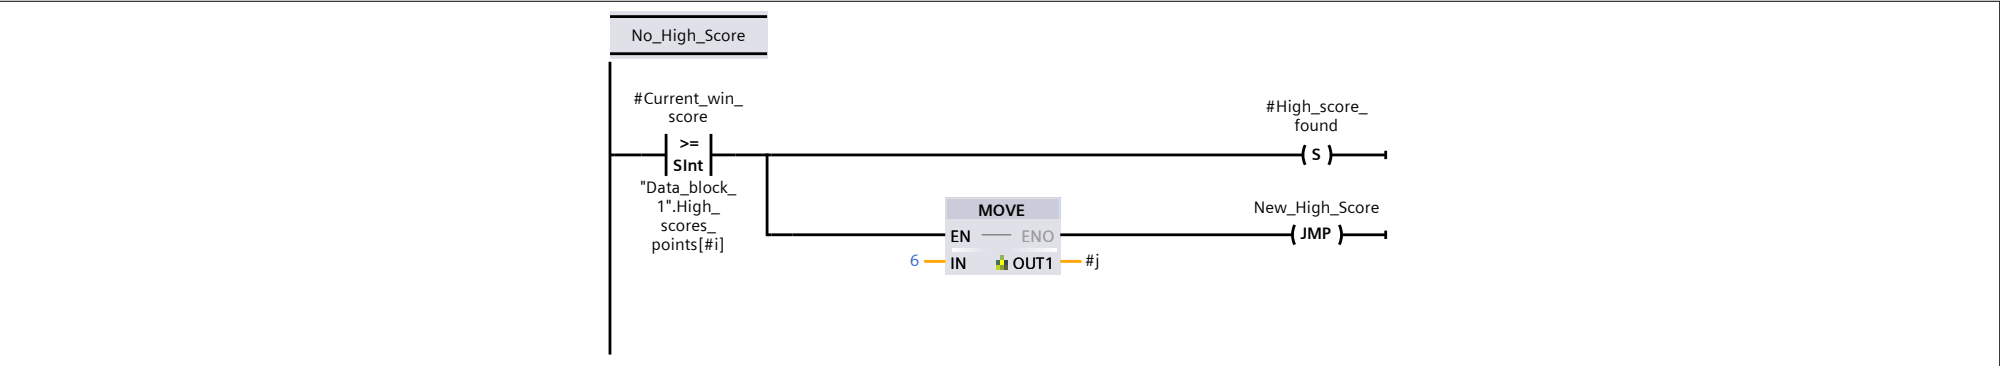 No_High_Score
#Current_win_
score
>=
SInt
"Data_block_
1".High_
scores_
points[#i]
#High_score_
found
( S )
MOVE
EN
ENO
6
IN
OUT1
#j
New_High_Score
( JMP )